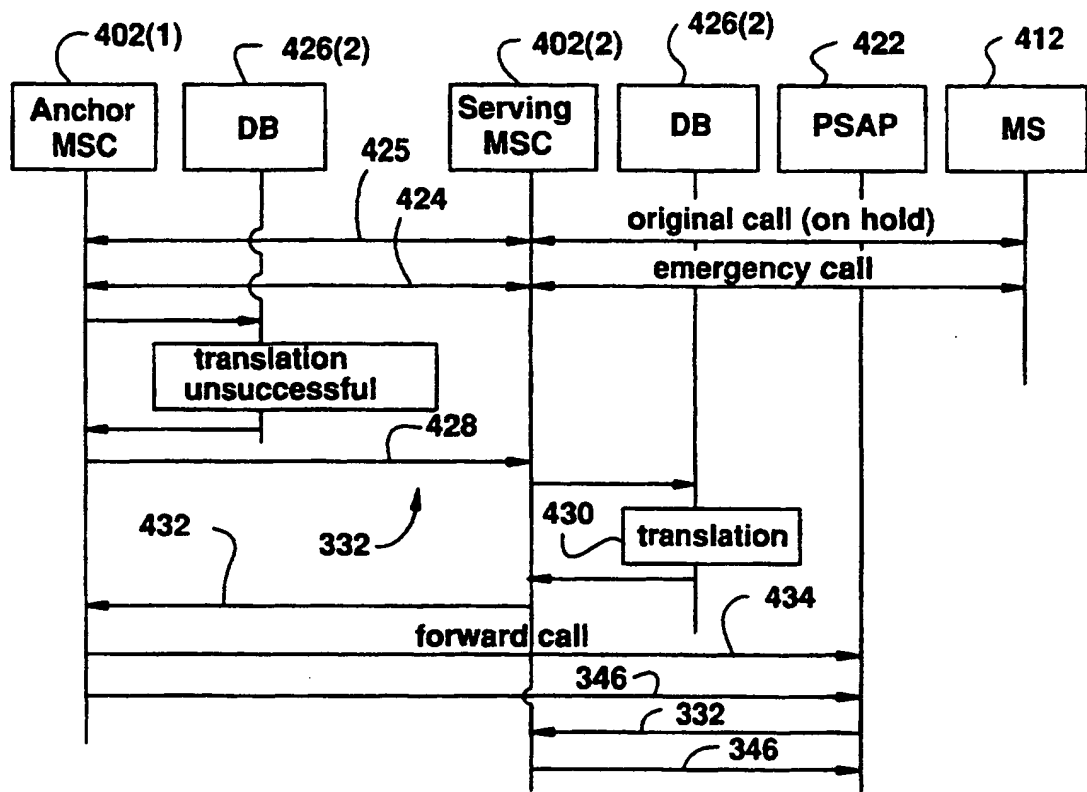 402(1)
426(2)
402(2)
426(2)
422
412
Anchor
MSC
DB
Serving
MSC
DB
PSAP
MS
425
424
original call (on hold)
emergency call
translation
unsuccessful
428
332
430
translation
432
434
forward call
346
332
346